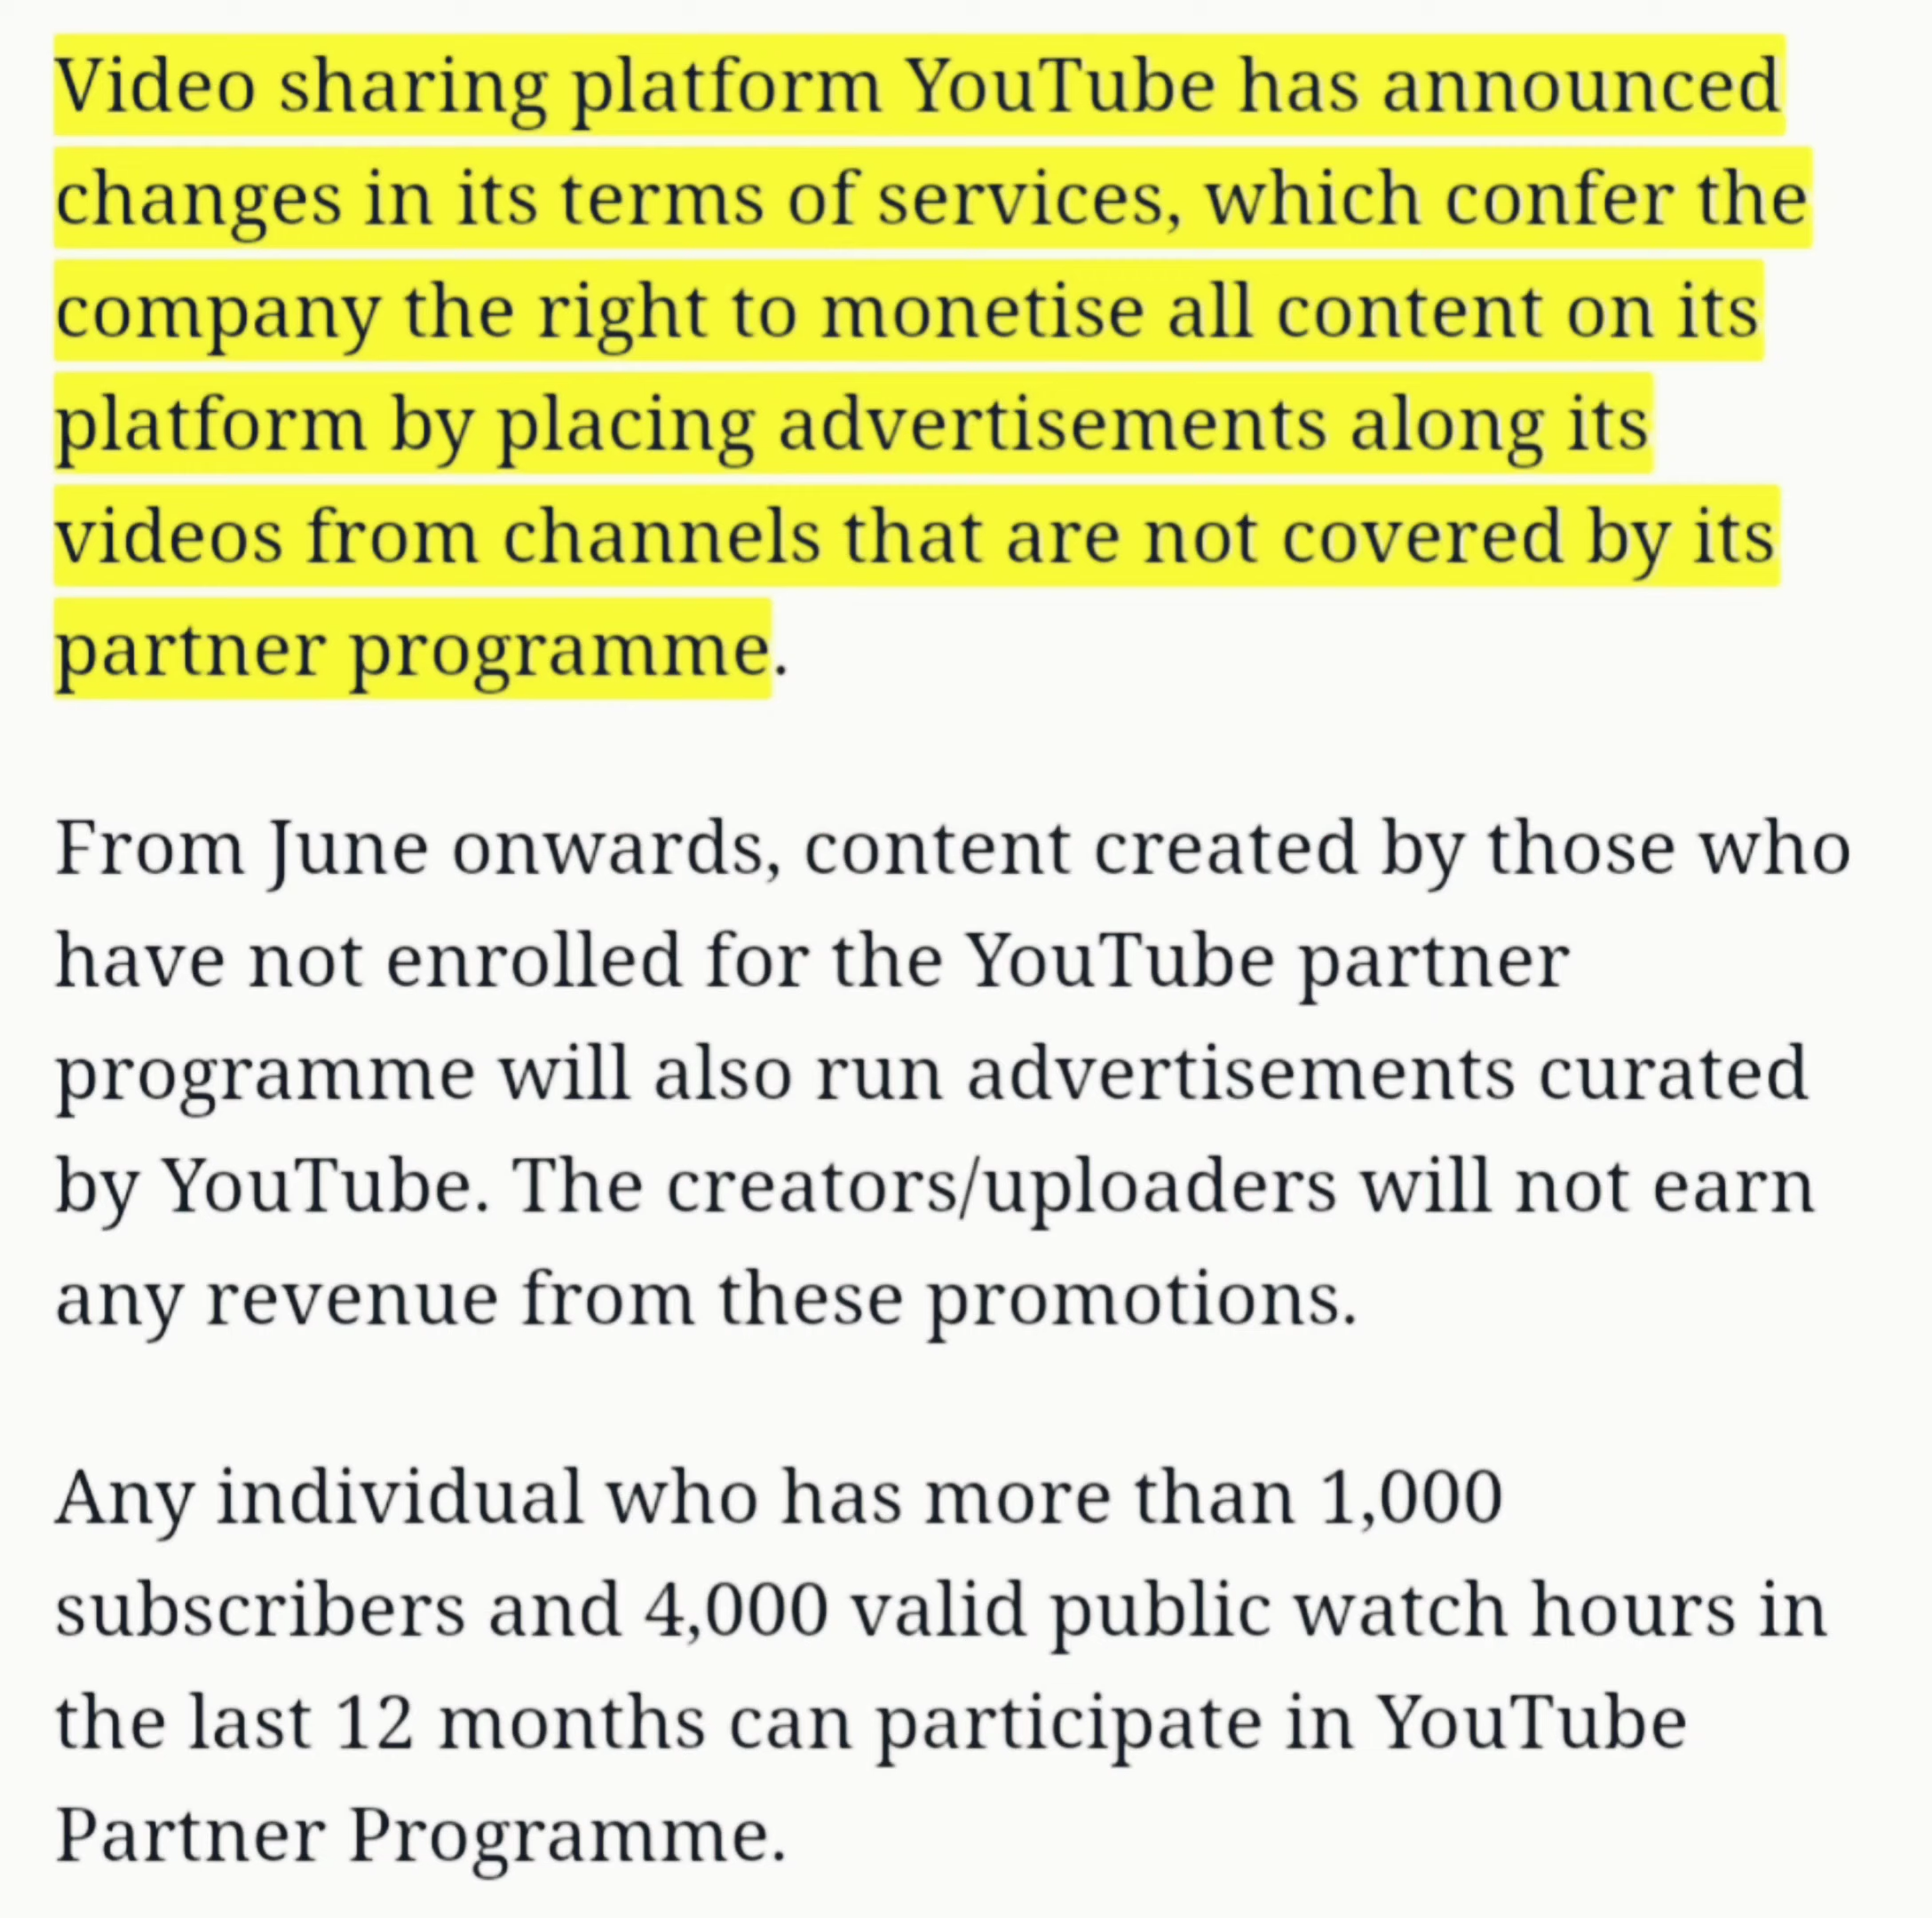 Video sharing platform YouTube has announced
changes in its terms of services, which confer the
company the right to monetise all content on its
platform by placing advertisements along its
videos from channels that are not covered by its
partner programme.
From June onwards, content created by those who
have not enrolled for the YouTube partner
programme will also run advertisements curated
by YouTube. The creators/uploaders will not earn
any revenue from these promotions.
Any individual who has more than 1,000
subscribers and 4,000 valid public watch hours in
the last 12 months can participate in YouTube
Partner Programme.